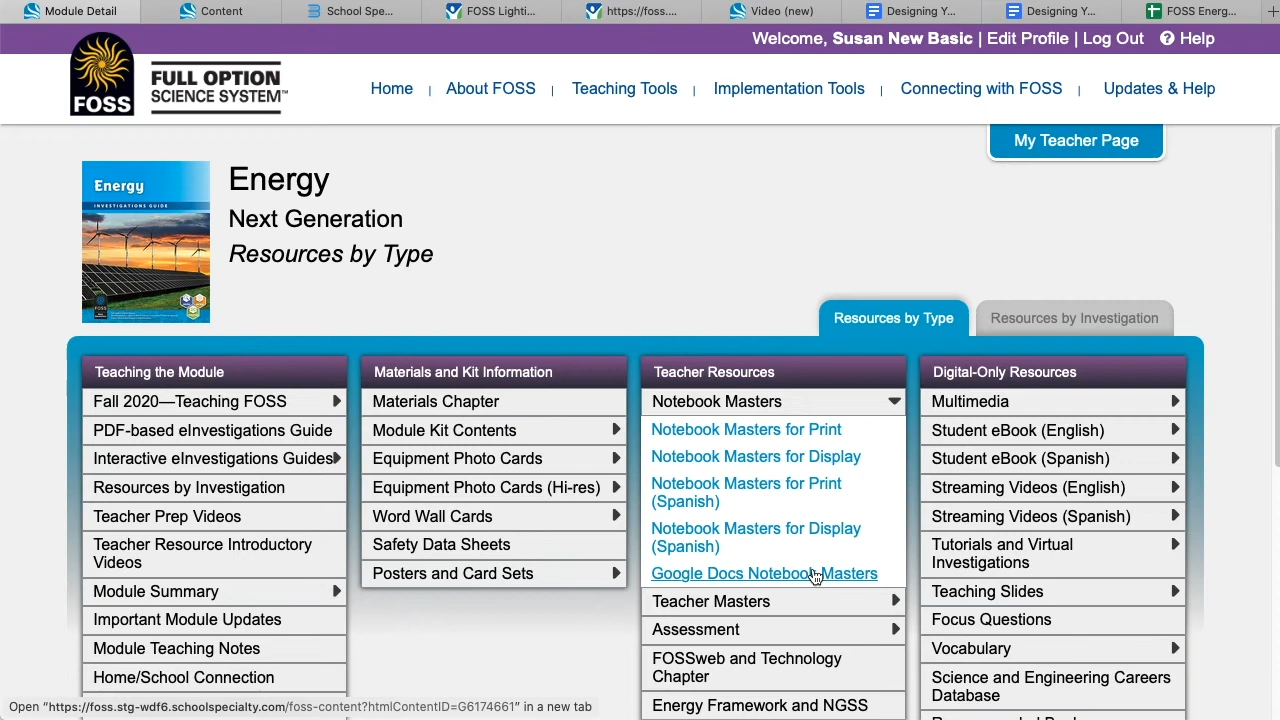 Module Detail
Content
School Spe...
FOSS Lighti...
https://foss....
Video (new)
Designing Y...
Designing Y...
FOSS Energ...
Welcome, Susan New Basic | Edit Profile | Log Out ? Help
FOSS
FULL OPTION
SCIENCE SYSTEM™
Home | About FOSS | Teaching Tools | Implementation Tools | Connecting with FOSS | Updates & Help
My Teacher Page
Energy
INVESTIGATIONS GUIDE
FOSS
Energy
Next Generation
Resources by Type
Resources by Type
Resources by Investigation
Teaching the Module
Fall 2020—Teaching FOSS
PDF-based eInvestigations Guide
Interactive eInvestigations Guides
Resources by Investigation
Teacher Prep Videos
Teacher Resource Introductory
Videos
Module Summary
Important Module Updates
Module Teaching Notes
Home/School Connection
Materials and Kit Information
Materials Chapter
Module Kit Contents
Equipment Photo Cards
Equipment Photo Cards (Hi-res)
Word Wall Cards
Safety Data Sheets
Posters and Card Sets
Teacher Resources
Notebook Masters
Notebook Masters for Print
Notebook Masters for Display
Notebook Masters for Print
(Spanish)
Notebook Masters for Display
(Spanish)
Google Docs Notebook Masters
Teacher Masters
Assessment
FOSSweb and Technology
Chapter
Energy Framework and NGSS
Digital-Only Resources
Multimedia
Student eBook (English)
Student eBook (Spanish)
Streaming Videos (English)
Streaming Videos (Spanish)
Tutorials and Virtual
Investigations
Teaching Slides
Focus Questions
Vocabulary
Science and Engineering Careers
Database
Open "https://foss.stg-wdf6.schoolspecialty.com/foss-content?htmlContentID=G6174661" in a new tab